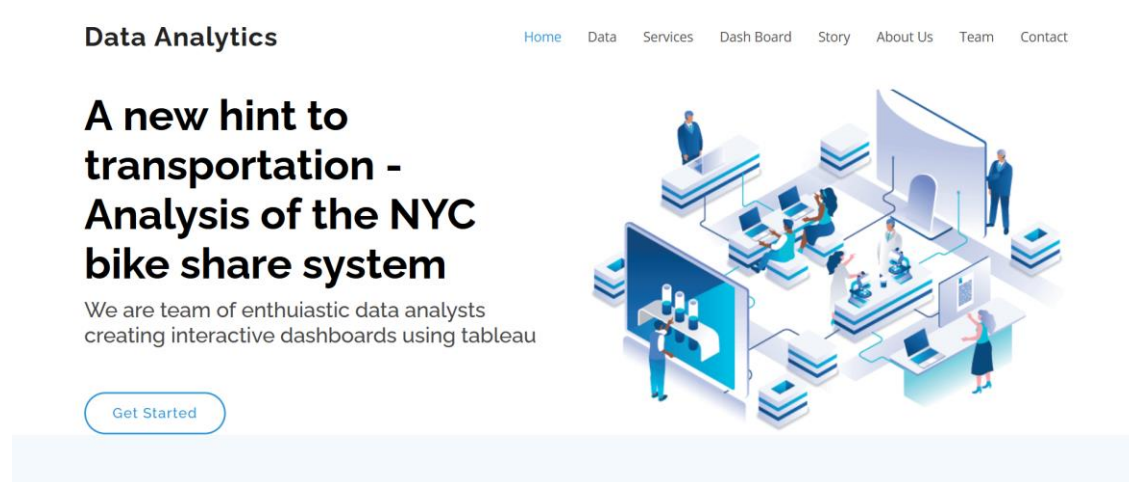 Data Analytics
Home Data Services Dash Board Story About Us Team Contact
A new hint to
transportation -
Analysis of the NYC
bike share system
We are team of enthuiastic data analysts
creating interactive dashboards using tableau
Get Started